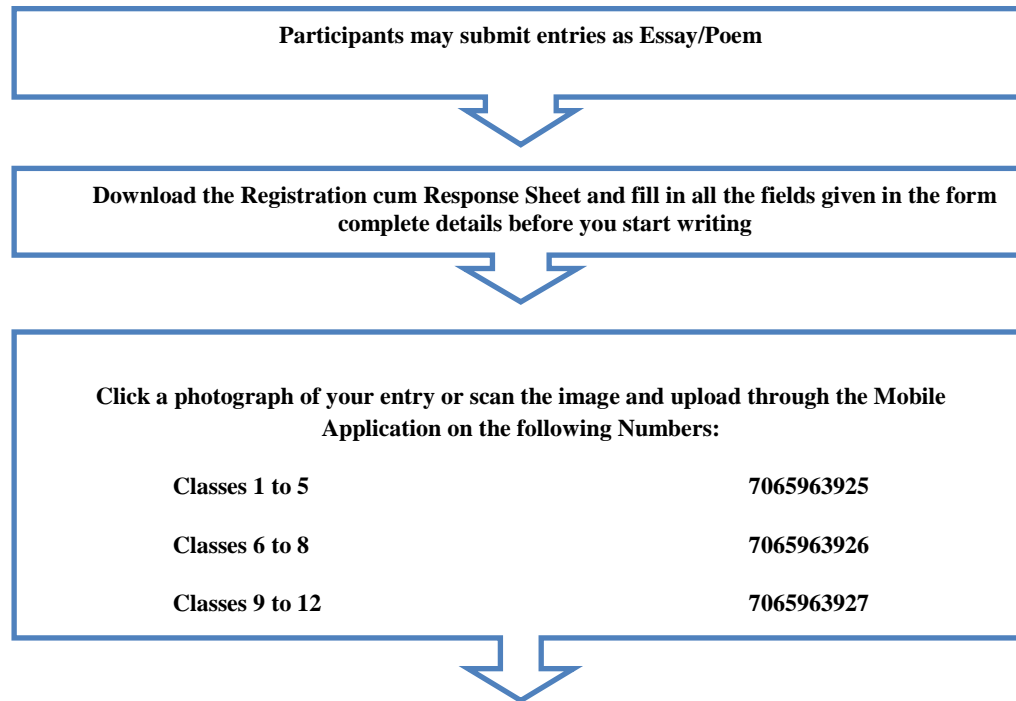 Participants may submit entries as Essay/Poem
Download the Registration cum Response Sheet and fill in all the fields given in the form
complete details before you start writing
Click a photograph of your entry or scan the image and upload through the Mobile
Application on the following Numbers:
Classes 1 to 5 7065963925
Classes 6 to 8 7065963926
Classes 9 to 12 7065963927